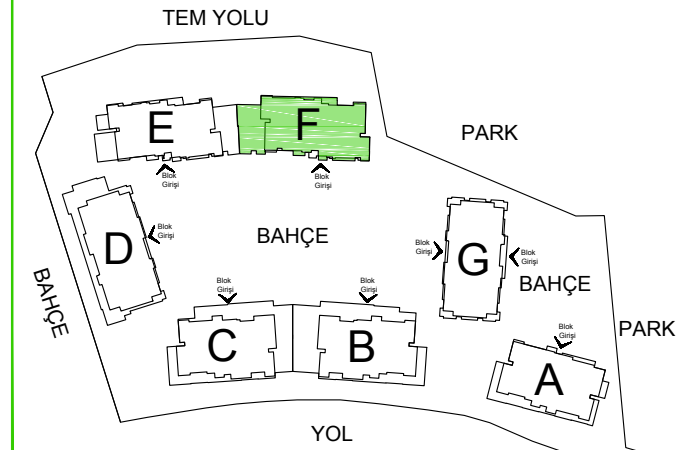 TEM YOLU
E
F
PARK
Blok
Girişi
Blok
Girişi
D
Blok
Girişi
BAHÇE
Blok
Girişi
G
Blok
Girişi
BAHÇE
BAHÇE
Blok
Girişi
Blok
Girişi
C
B
Blok
Girişi
PARK
A
YOL